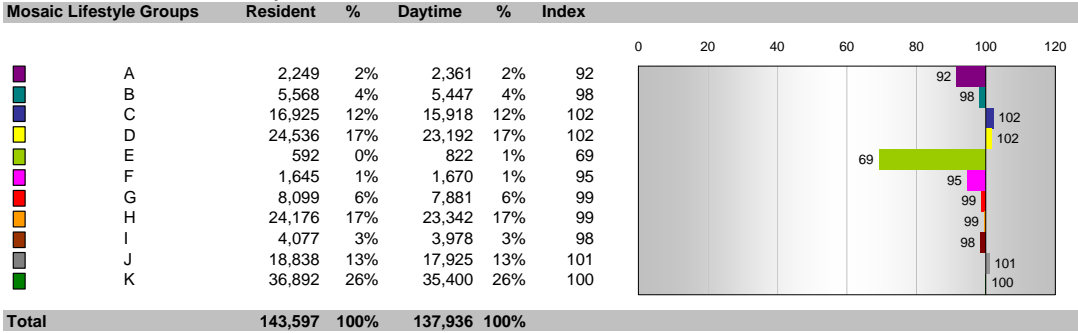 Mosaic Lifestyle Groups Resident % Daytime % Index
0 20 40 60 80 100 120
A 2,249 2% 2,361 2% 92 92
B 5,568 4% 5,447 4% 98 98
C 16,925 12% 15,918 12% 102 102
D 24,536 17% 23,192 17% 102 102
E 592 0% 822 1% 69 69
F 1,645 1% 1,670 1% 95 95
G 8,099 6% 7,881 6% 99 99
H 24,176 17% 23,342 17% 99 99
I 4,077 3% 3,978 3% 98 98
J 18,838 13% 17,925 13% 101 101
K 36,892 26% 35,400 26% 100 100
Total 143,597 100% 137,936 100%